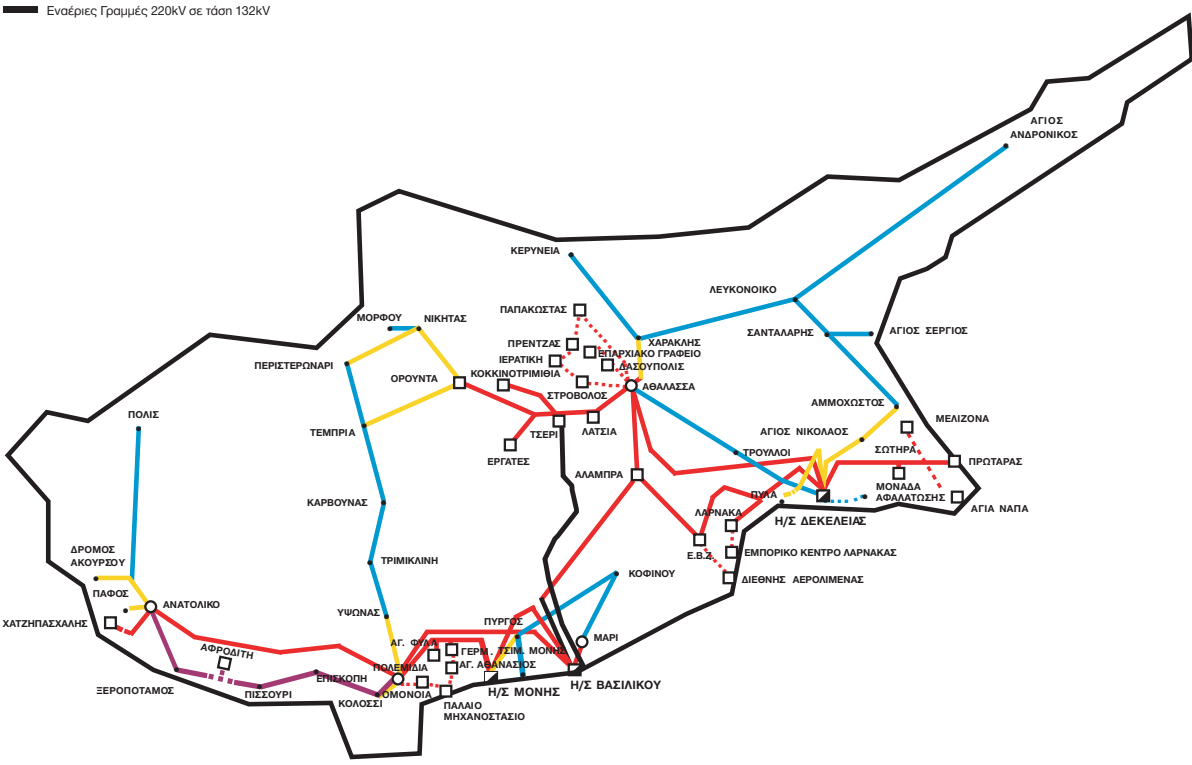 Εναέριες Γραμμές 220kV σε τάση 132kV
ΑΓΙΟΣ
ΑΝΔΡΟΝΙΚΟΣ
ΚΕΡΥΝΕΙΑ
ΛΕΥΚΟΝΟΙΚΟ
ΠΑΠΑΚΩΣΤΑΣ
ΜΟΡΦΟΥ
ΝΙΚΗΤΑΣ
ΣΑΝΤΑΛΑΡΗΣ
ΑΓΙΟΣ ΣΕΡΓΙΟΣ
ΠΡΕΝΤΖΑΣ
ΧΑΡΑΚΛΗΣ
ΕΠΑΡΧΙΑΚΟ ΓΡΑΦΕΙΟ
ΙΕΡΑΤΙΚΗ
ΔΑΣΟΥΠΟΛΙΣ
ΠΕΡΙΣΤΕΡΩΝΑΡΙ
ΚΟΚΚΙΝΟΤΡΙΜΙΘΙΑ
ΟΡΟΥΝΤΑ
ΑΘΑΛΑΣΣΑ
ΣΤΡΟΒΟΛΟΣ
ΑΜΜΟΧΩΣΤΟΣ
ΠΟΛΙΣ
ΜΕΛΙΖΟΝΑ
ΤΕΜΠΡΙΑ
ΤΣΕΡΙ
ΛΑΤΣΙΑ
ΑΓΙΟΣ ΝΙΚΟΛΑΟΣ
ΣΩΤΗΡΑ
ΤΡΟΥΛΛΟΙ
ΕΡΓΑΤΕΣ
ΠΡΩΤΑΡΑΣ
ΑΛΑΜΠΡΑ
ΜΟΝΑΔΑ
ΑΦΑΛΑΤΩΣΗΣ
ΠΥΛΑ
ΚΑΡΒΟΥΝΑΣ
ΑΓΙΑ ΝΑΠΑ
ΛΑΡΝΑΚΑ
Η/Σ ΔΕΚΕΛΕΙΑΣ
ΔΡΟΜΟΣ
ΑΚΟΥΡΣΟΥ
Ε.Β.Ζ.
ΕΜΠΟΡΙΚΟ ΚΕΝΤΡΟ ΛΑΡΝΑΚΑΣ
ΤΡΙΜΙΚΛΙΝΗ
ΚΟΦΙΝΟΥ
ΔΙΕΘΝΗΣ ΑΕΡΟΛΙΜΕΝΑΣ
ΠΑΦΟΣ
ΑΝΑΤΟΛΙΚΟ
ΥΨΩΝΑΣ
ΧΑΤΖΗΠΑΣΧΑΛΗΣ
ΠΥΡΓΟΣ
ΜΑΡΙ
ΑΓ. ΦΥΛΑ
ΑΦΡΟΔΙΤΗ
ΓΕΡΜ.
ΤΣΙΜ. ΜΟΝΗΣ
ΠΟΛΕΜΙΔΙΑ
ΑΓ. ΑΘΑΝΑΣΙΟΣ
ΕΠΙΣΚΟΠΗ
ΞΕΡΟΠΟΤΑΜΟΣ
ΠΙΣΣΟΥΡΙ
ΟΜΟΝΟΙΑ
Η/Σ ΜΟΝΗΣ
Η/Σ ΒΑΣΙΛΙΚΟΥ
ΚΟΛΟΣΣΙ
ΠΑΛΑΙΟ
ΜΗΧΑΝΟΣΤΑΣΙΟ